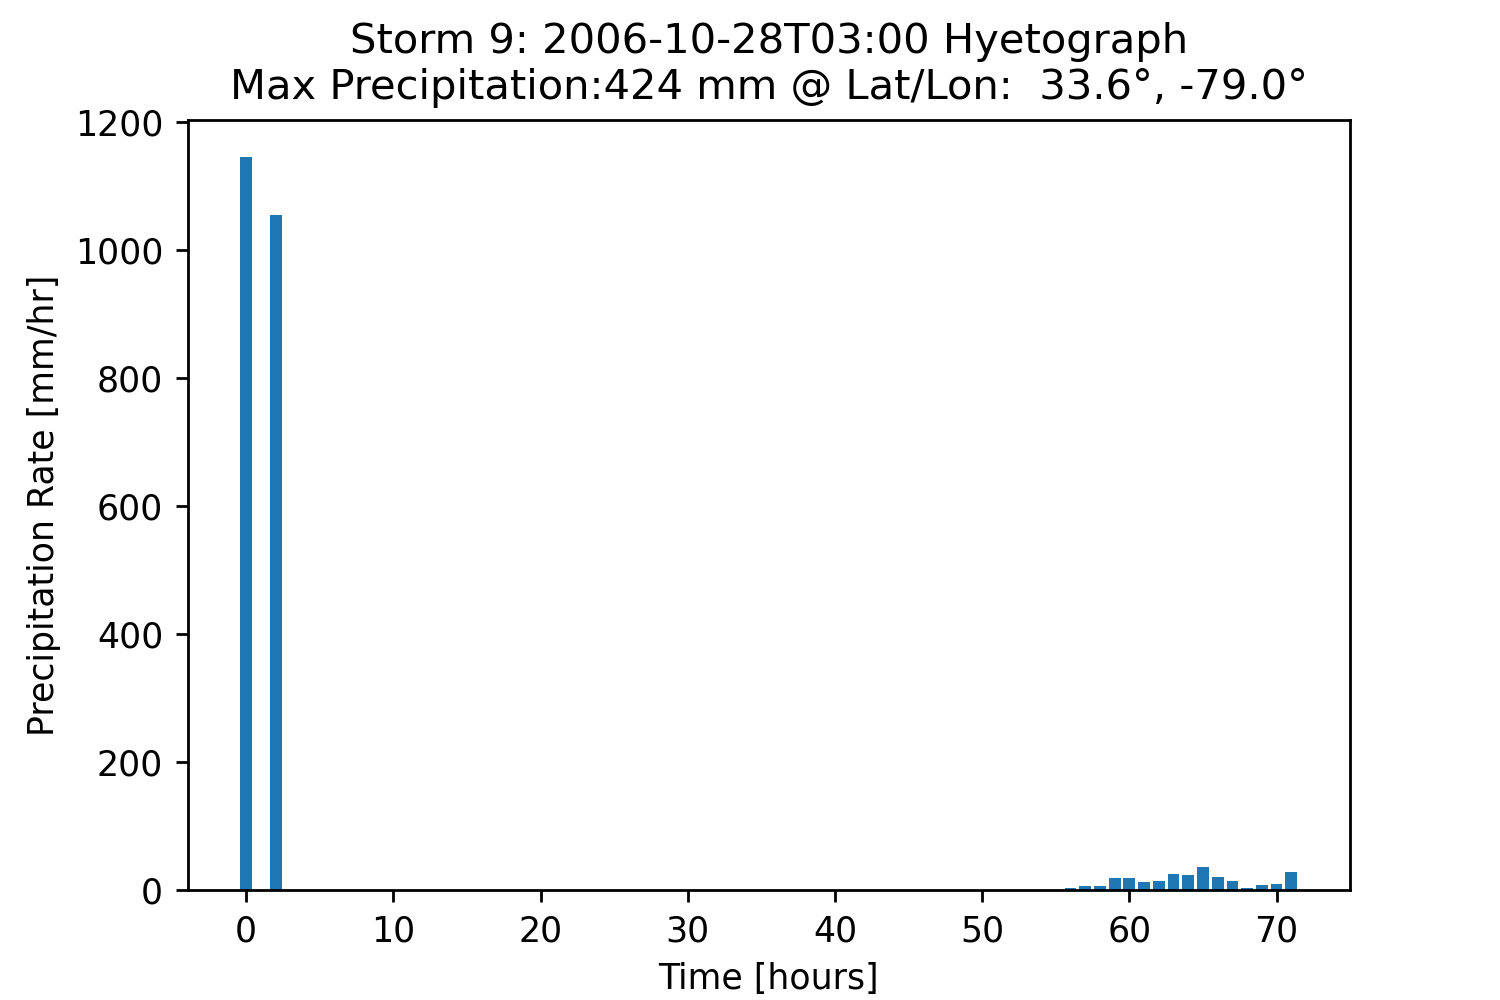 Storm 9: 2006-10-28T03:00 Hyetograph
Max Precipitation:424 mm @ Lat/Lon:  33.6°, -79.0°
1200
1000
800
600
400
200
0
Precipitation Rate [mm/hr]
0 10 20 30 40 50 60 70
Time [hours]